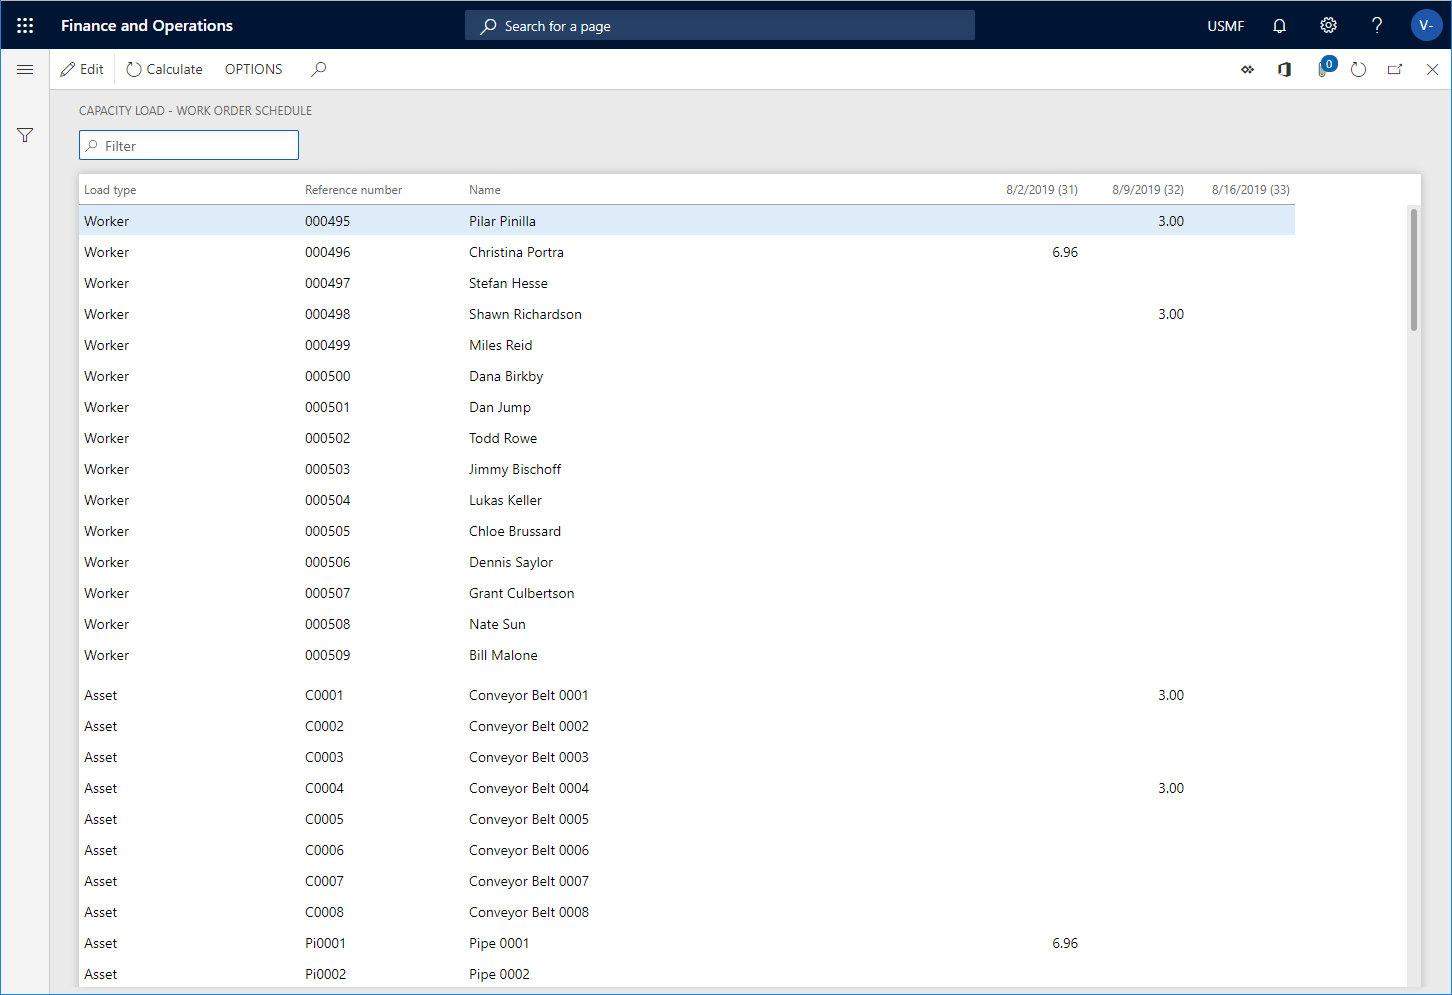 Finance and Operations Search for a page USMF ? V-
Edit Calculate OPTIONS 0
CAPACITY LOAD - WORK ORDER SCHEDULE
Filter
Load type Reference number Name 8/2/2019 (31) 8/9/2019 (32) 8/16/2019 (33)
Worker 000495 Pilar Pinilla 3.00
Worker 000496 Christina Portra 6.96
Worker 000497 Stefan Hesse
Worker 000498 Shawn Richardson 3.00
Worker 000499 Miles Reid
Worker 000500 Dana Birkby
Worker 000501 Dan Jump
Worker 000502 Todd Rowe
Worker 000503 Jimmy Bischoff
Worker 000504 Lukas Keller
Worker 000505 Chloe Brussard
Worker 000506 Dennis Saylor
Worker 000507 Grant Culbertson
Worker 000508 Nate Sun
Worker 000509 Bill Malone
Asset C0001 Conveyor Belt 0001 3.00
Asset C0002 Conveyor Belt 0002
Asset C0003 Conveyor Belt 0003
Asset C0004 Conveyor Belt 0004 3.00
Asset C0005 Conveyor Belt 0005
Asset C0006 Conveyor Belt 0006
Asset C0007 Conveyor Belt 0007
Asset C0008 Conveyor Belt 0008
Asset Pi0001 Pipe 0001 6.96
Asset Pi0002 Pipe 0002